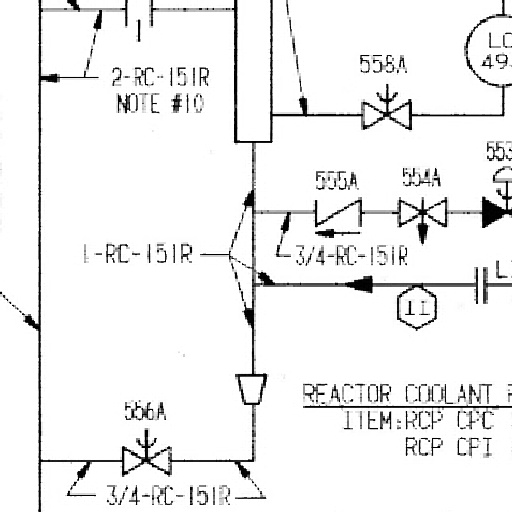 LC
49
558A
2-RC-151R
NOTE #10
553
555A
554A
1-RC-151R
3/4-RC-151R
L
11
REACTOR COOLANT
ITEM:RCP CPC
RCP CPI
556A
3/4-RC-151R